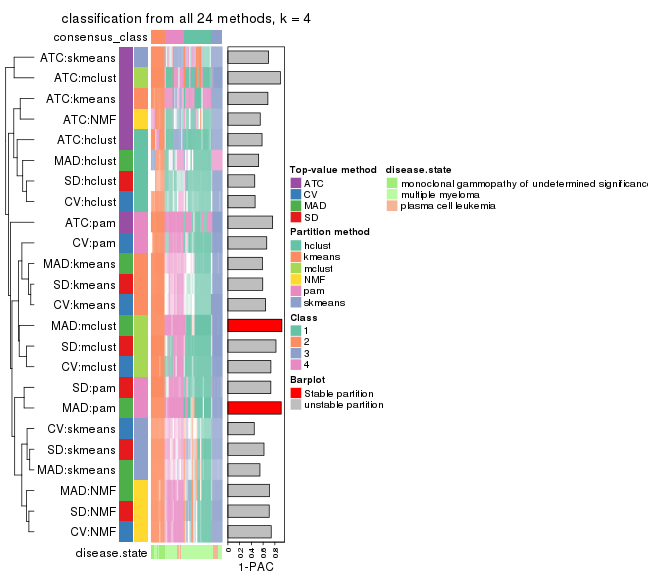 classification from all 24 methods, k = 4
consensus_class
ATC:skmeans
ATC:mclust
ATC:kmeans
ATC:NMF
ATC:hclust
MAD:hclust
SD:hclust
CV:hclust
ATC:pam
CV:pam
MAD:kmeans
SD:kmeans
CV:kmeans
MAD:mclust
SD:mclust
CV:mclust
SD:pam
MAD:pam
CV:skmeans
SD:skmeans
MAD:skmeans
MAD:NMF
SD:NMF
CV:NMF
disease.state
0 0.2 0.4 0.6 0.8
1-PAC
Top-value method
ATC
CV
MAD
SD
Partition method
hclust
kmeans
mclust
NMF
pam
skmeans
Class
1
2
3
4
Barplot
Stable partition
unstable partition
disease.state
monoclonal gammopathy of undetermined significance
multiple myeloma
plasma cell leukemia